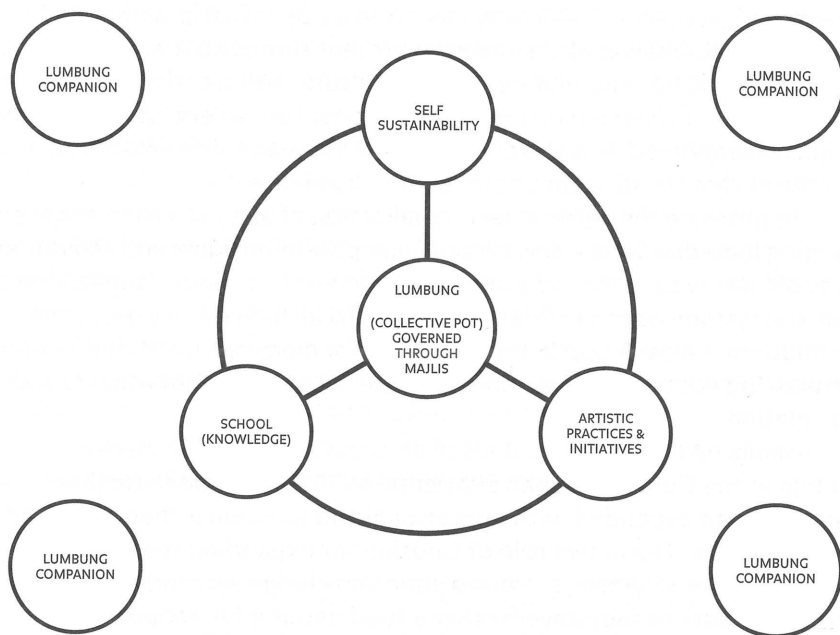 LUMBUNG
COMPANION
LUMBUNG
COMPANION
SELF
SUSTAINABILITY
LUMBUNG
(COLLECTIVE POT)
GOVERNED
THROUGH
MAJLIS
SCHOOL
(KNOWLEDGE)
ARTISTIC
PRACTICES &
INITIATIVES
LUMBUNG
COMPANION
LUMBUNG
COMPANION